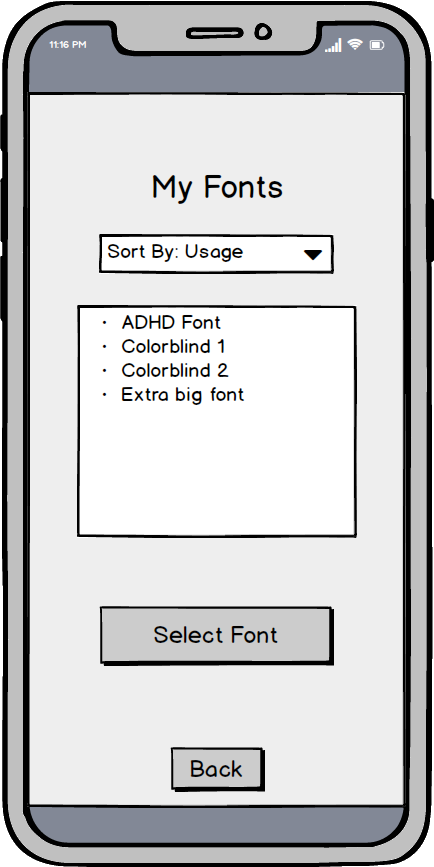 11:16 PM
My Fonts
Sort By: Usage
· ADHD Font
· Colorblind 1
· Colorblind 2
· Extra big font
Select Font
Back